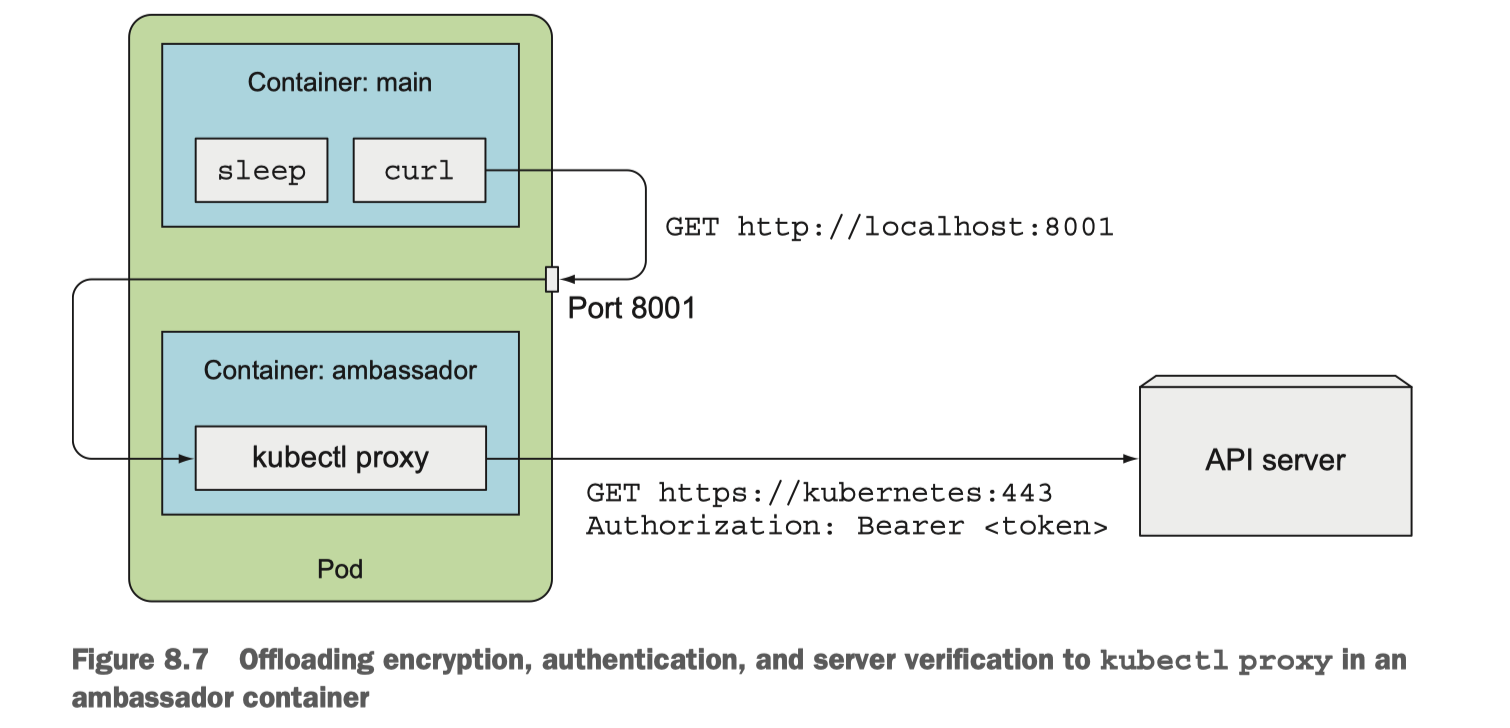 Container: main
sleep
curl
GET http://localhost:8001
Port 8001
Container: ambassador
kubectl proxy
API server
GET https://kubernetes:443
Authorization: Bearer <token>
Pod
Figure 8.7 Offloading encryption, authentication, and server verification to kubectl proxy in an
ambassador container